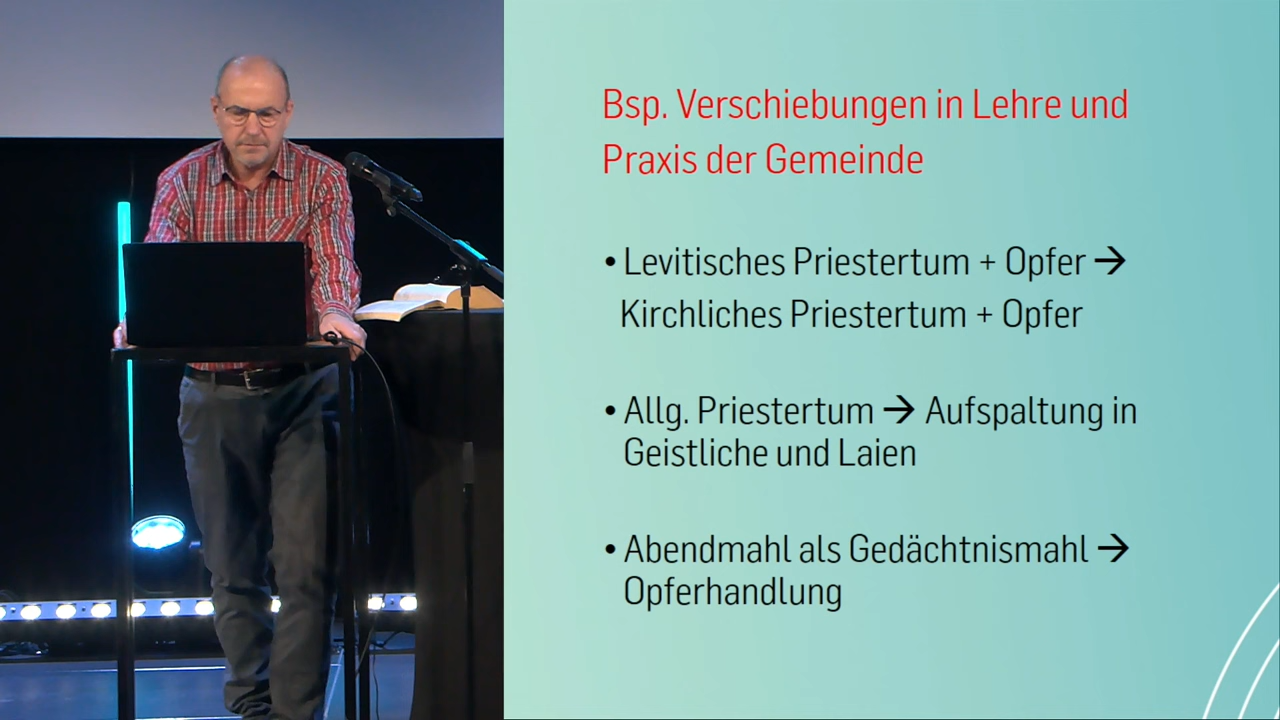 Bsp. Verschiebungen in Lehre und
Praxis der Gemeinde
• Levitisches Priestertum + Opfer →
Kirchliches Priestertum + Opfer
• Allg. Priestertum → Aufspaltung in
Geistliche und Laien
• Abendmahl als Gedächtnismahl →
Opferhandlung